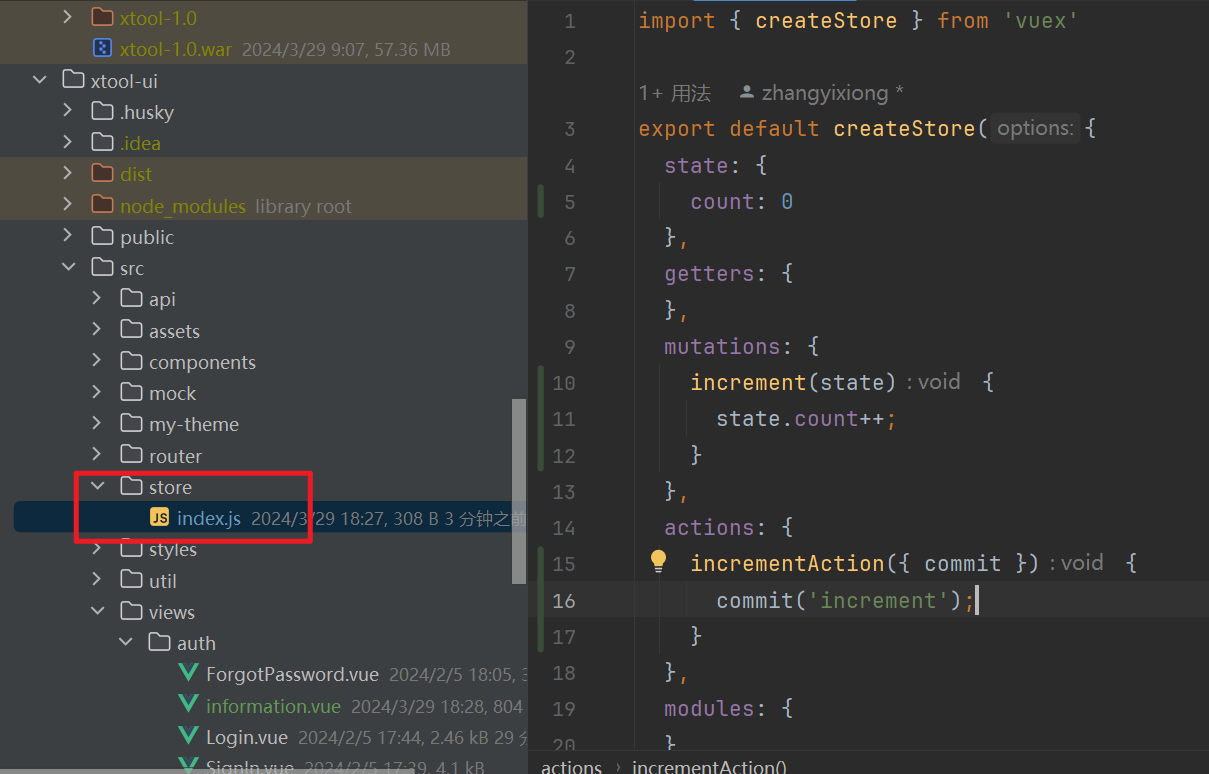 xtool-1.0
xtool-1.0.war 2024/3/29 9:07, 57.36 MB
xtool-ui
.husky
.idea
dist
node_modules library root
public
src
api
assets
components
mock
my-theme
router
store
index.js 2024/3/29 18:27, 308 B 3 分钟之前
styles
util
views
auth
ForgotPassword.vue 2024/2/5 18:05, 3
information.vue 2024/3/29 18:28, 804
Login.vue 2024/2/5 17:44, 2.46 kB 29 分
SignIn.vue 2024/2/5 17:39, 4.1 kB
1 import { createStore } from 'vuex'
2
1+ 用法 zhangyixiong *
3 export default createStore( options: {
4 state: {
5 count: 0
6 },
7 getters: {
8 },
9 mutations: {
10 increment(state) : void {
11 state.count++;
12 }
13 },
14 actions: {
15 incrementAction({ commit }) : void {
16 commit('increment');
17 }
18 },
19 modules: {
20 }
actions › incrementAction()